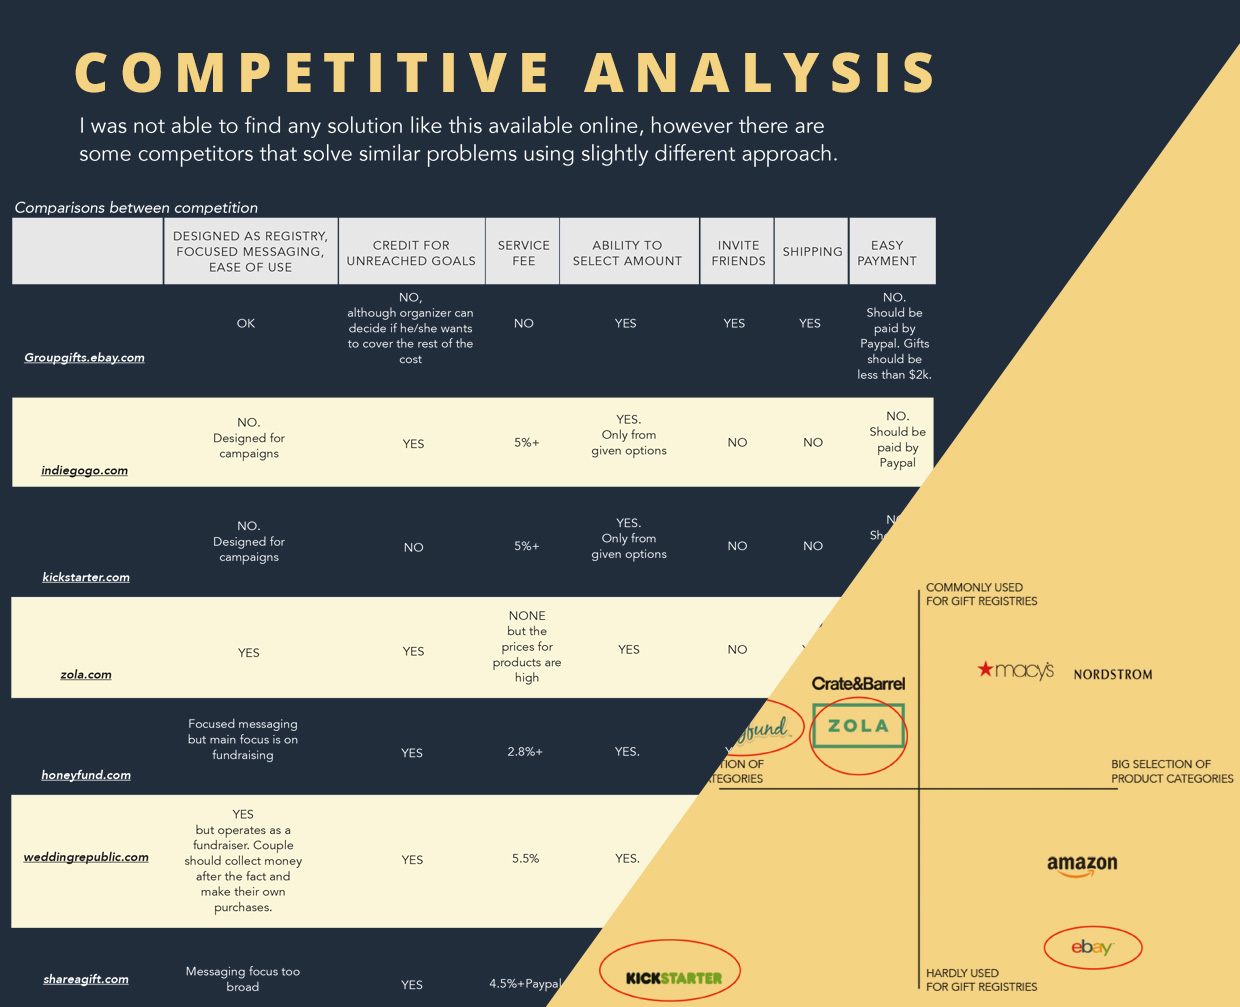 COMPETITIVE ANALYSIS
I was not able to find any solution like this available online, however there are
some competitors that solve similar problems using slightly different approach.
Comparisons between competition
DESIGNED AS REGISTRY,
FOCUSED MESSAGING,
EASE OF USE
CREDIT FOR
UNREACHED GOALS
SERVICE
FEE
ABILITY TO
SELECT AMOUNT
INVITE
FRIENDS
SHIPPING
EASY
PAYMENT
Groupgifts.ebay.com
OK
NO,
although organizer can
decide if he/she wants
to cover the rest of the
cost
NO
YES
YES
YES
NO.
Should be
paid by
Paypal. Gifts
should be
less than $2k.
indiegogo.com
NO.
Designed for
campaigns
YES
5%+
YES.
Only from
given options
NO
NO
NO.
Should be
paid by
Paypal
kickstarter.com
NO.
Designed for
campaigns
NO
5%+
YES.
Only from
given options
NO
NO
zola.com
YES
YES
NONE
but the
prices for
products are
high
YES
NO
honeyfund.com
Focused messaging
but main focus is on
fundraising
YES
2.8%+
YES.
weddingrepublic.com
YES
but operates as a
fundraiser. Couple
should collect money
after the fact and
make their own
purchases.
YES
5.5%
YES.
shareagift.com
Messaging focus too
broad
YES
4.5%+Paypal
COMMONLY USED
FOR GIFT REGISTRIES
macy's
NORDSTROM
Crate&Barrel
ZOLA
OF
BIG SELECTION OF
PRODUCT CATEGORIES
amazon
ebay
KICKSTARTER
HARDLY USED
FOR GIFT REGISTRIES